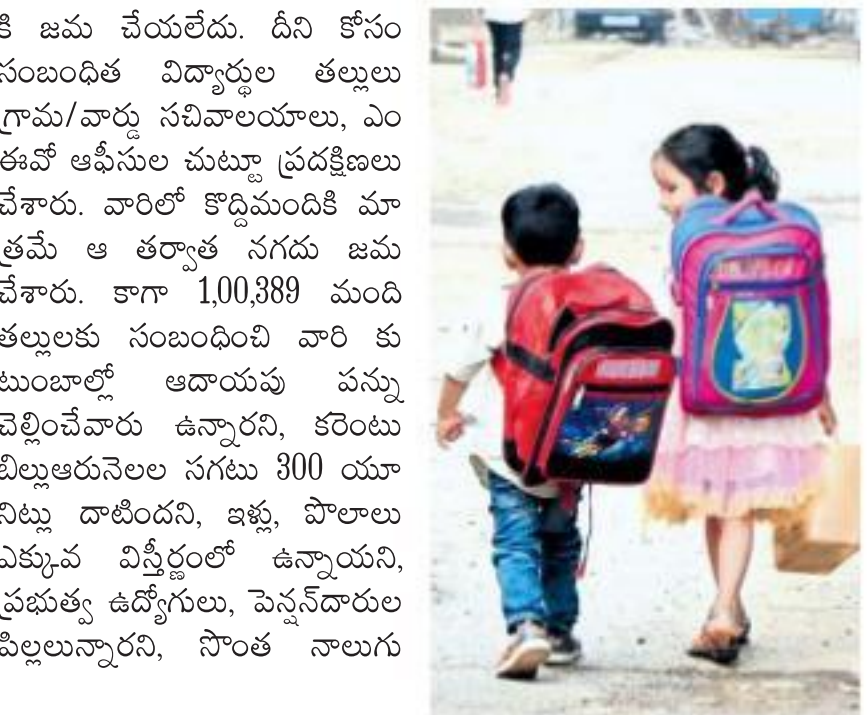 కి జమ చేయలేదు. దీని కోసం
సంబంధిత విద్యార్థుల తల్లులు
గ్రామ/వార్డు సచివాలయాలు, ఎం
ఈవో ఆఫీసుల చుట్టూ ప్రదక్షిణలు
చేశారు. వారిలో కొద్దిమందికి మా
త్రమే ఆ తర్వాత నగదు జమ
చేశారు. కాగా 1,00,389 మంది
తల్లులకు సంబంధించి వారి కు
టుంబాల్లో ఆదాయపు పన్ను
చెల్లించేవారు ఉన్నారని, కరెంటు
బిల్లుఆరునెలల సగటు 300 యూ
నిట్లు దాటిందని, ఇళ్లు, పొలాలు
ఎక్కువ విస్తీర్ణంలో ఉన్నాయని,
ప్రభుత్వ ఉద్యోగులు, పెన్షన్‌దారుల
పిల్లలున్నారని, సొంత నాలుగు